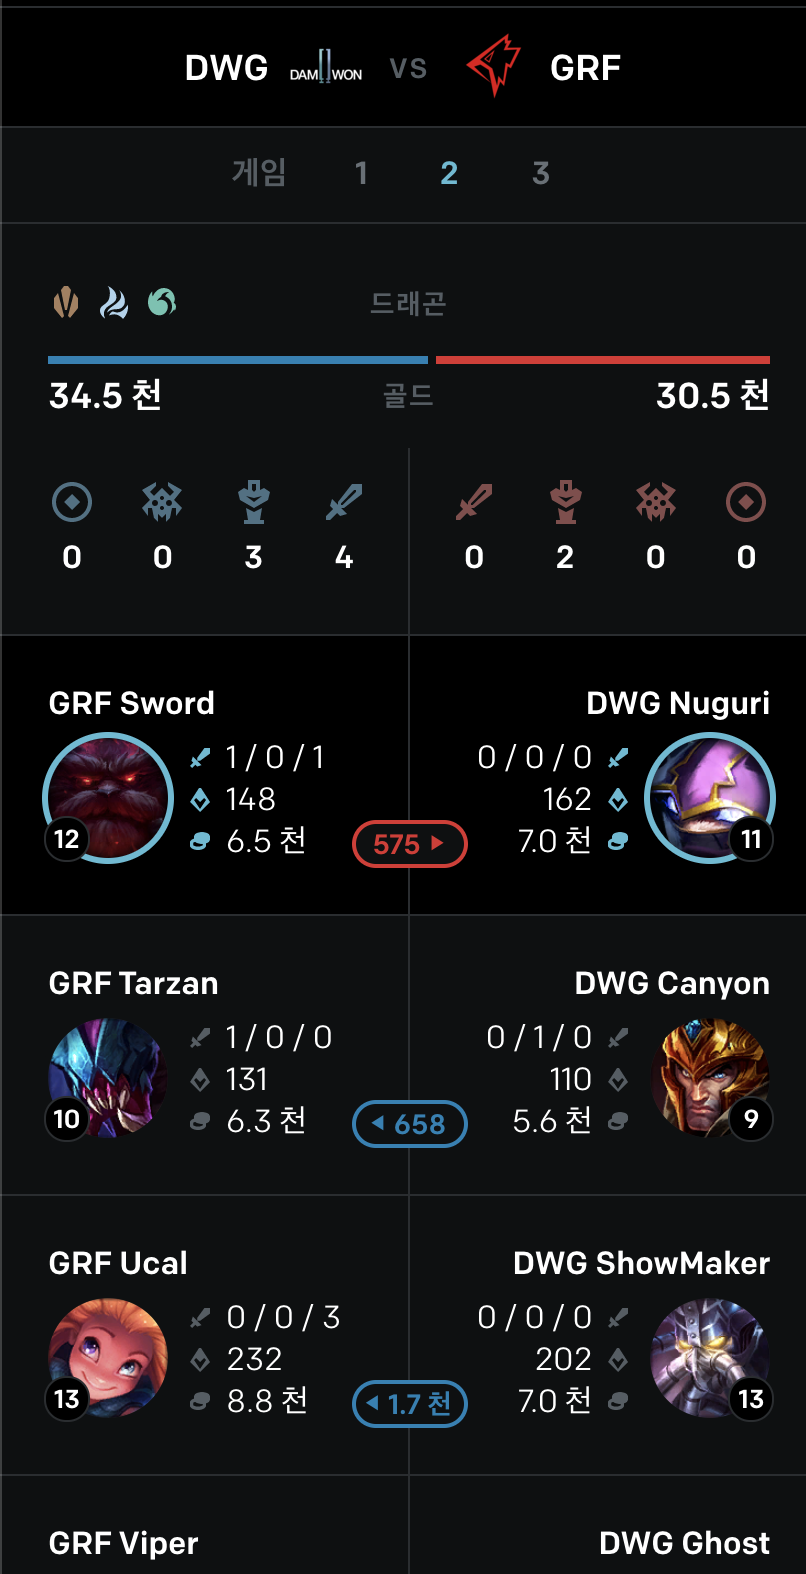 DWG DAMWON VS GRF
게임 1 2 3
드래곤
34.5 천 골드 30.5 천
0 0 3 4 0 2 0 0
GRF Sword DWG Nuguri
1 / 0 / 1 0 / 0 / 0
148 162
12 6.5 천 575 7.0 천 11
GRF Tarzan DWG Canyon
1 / 0 / 0 0 / 1 / 0
131 110
10 6.3 천 658 5.6 천 9
GRF Ucal DWG ShowMaker
0 / 0 / 3 0 / 0 / 0
232 202
13 8.8 천 1.7 천 7.0 천 13
GRF Viper DWG Ghost